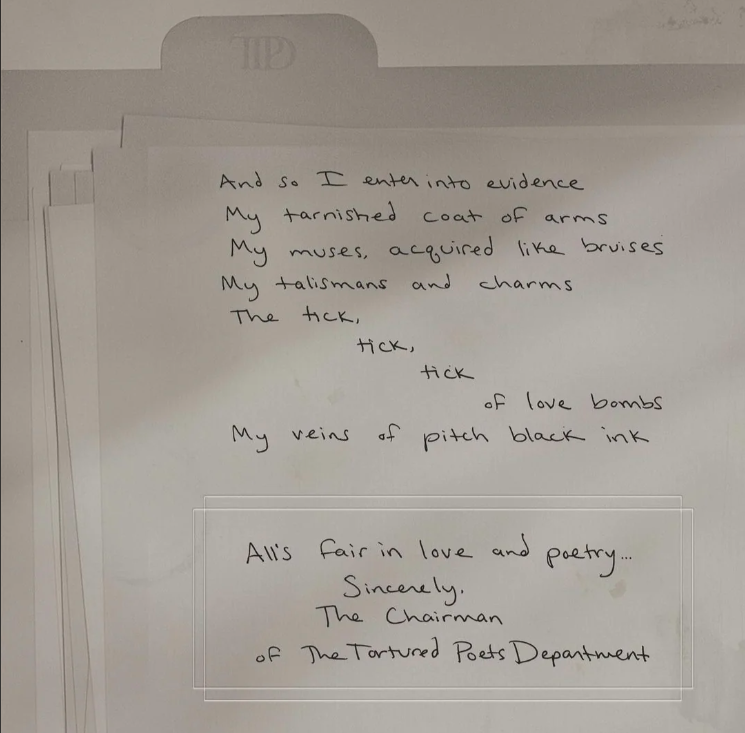 And so I enter into evidence
My tarnished coat of arms
My muses, acquired like bruises
My talismans and charms
The tick,
tick,
tick
of love bombs
My veins of pitch black ink
All's fair in love and poetry...
Sincerely,
The Chairman
of The Tortured Poets Department